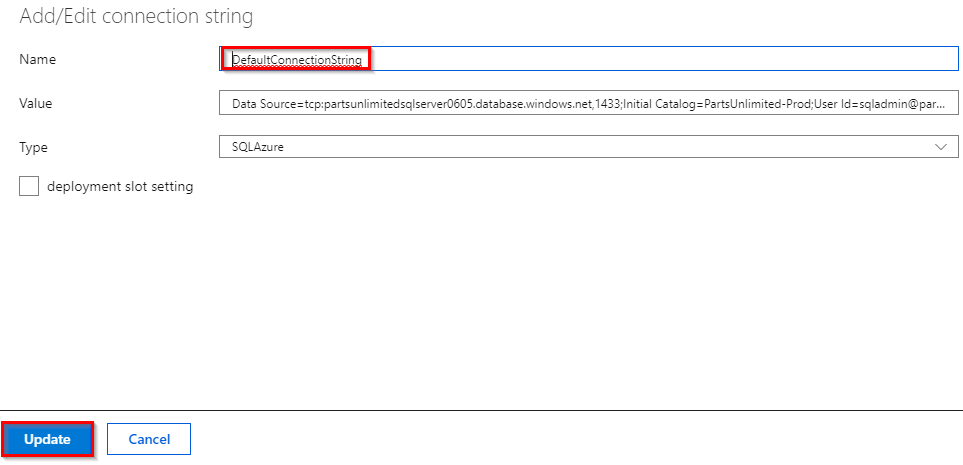 Add/Edit connection string
Name
DefaultConnectionString
Value
Data Source=tcp:partsunlimitedsqlserver0605.database.windows.net,1433;Initial Catalog=PartsUnlimited-Prod;User Id=sqladmin@par...
Type
SQLAzure
deployment slot setting
Update
Cancel